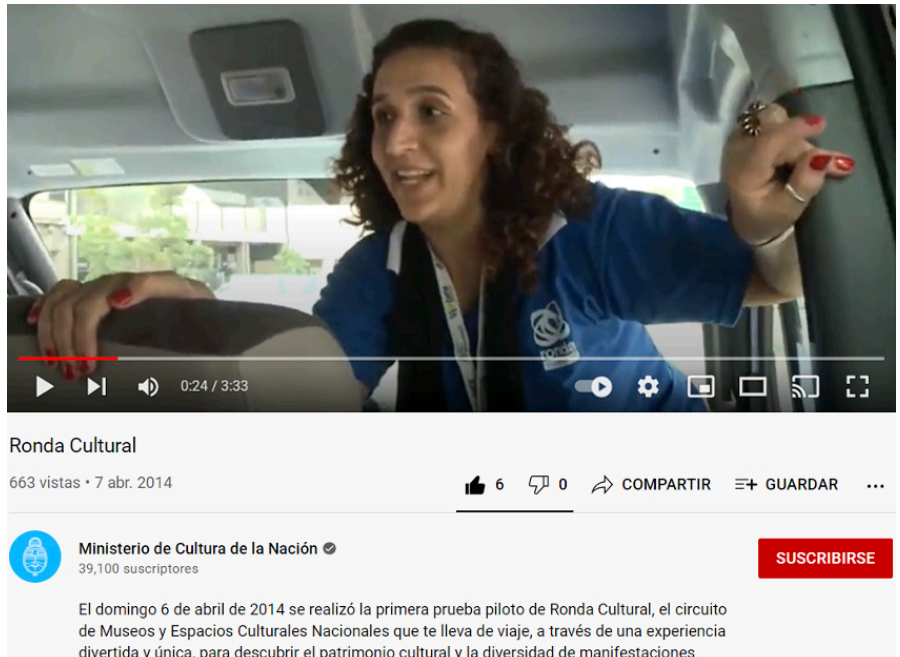 ronda
0:24 / 3:33
Ronda Cultural
663 vistas • 7 abr. 2014
6
0
COMPARTIR
GUARDAR
Ministerio de Cultura de la Nación
39,100 suscriptores
SUSCRIBIRSE
El domingo 6 de abril de 2014 se realizó la primera prueba piloto de Ronda Cultural, el circuito
de Museos y Espacios Culturales Nacionales que te lleva de viaje, a través de una experiencia
divertida y única, para descubrir el patrimonio cultural y la diversidad de manifestaciones